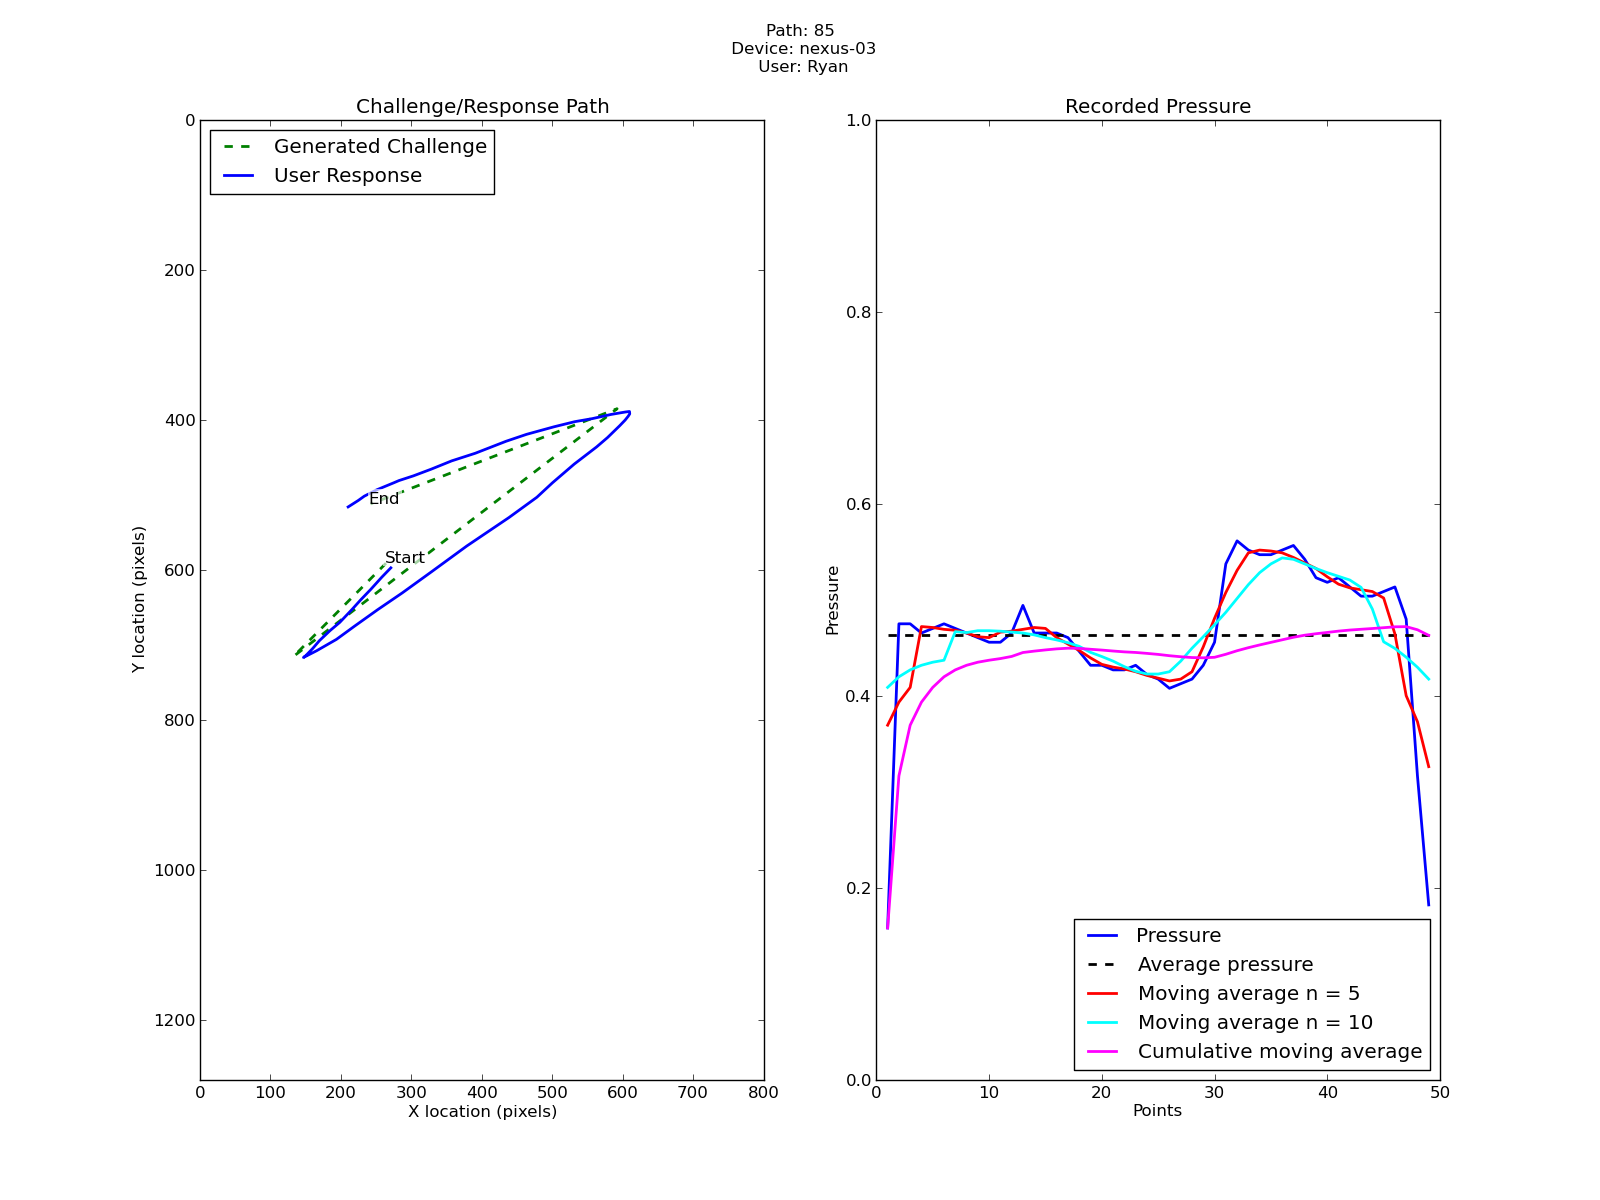 Path: 85
Device: nexus-03
User: Ryan
Challenge/Response Path
Generated Challenge
User Response
0
200
400
600
800
1000
1200
Y location (pixels)
End
Start
0 100 200 300 400 500 600 700 800
X location (pixels)
Recorded Pressure
1.0
0.8
0.6
0.4
0.2
0.0
Pressure
Pressure
Average pressure
Moving average n = 5
Moving average n = 10
Cumulative moving average
0 10 20 30 40 50
Points